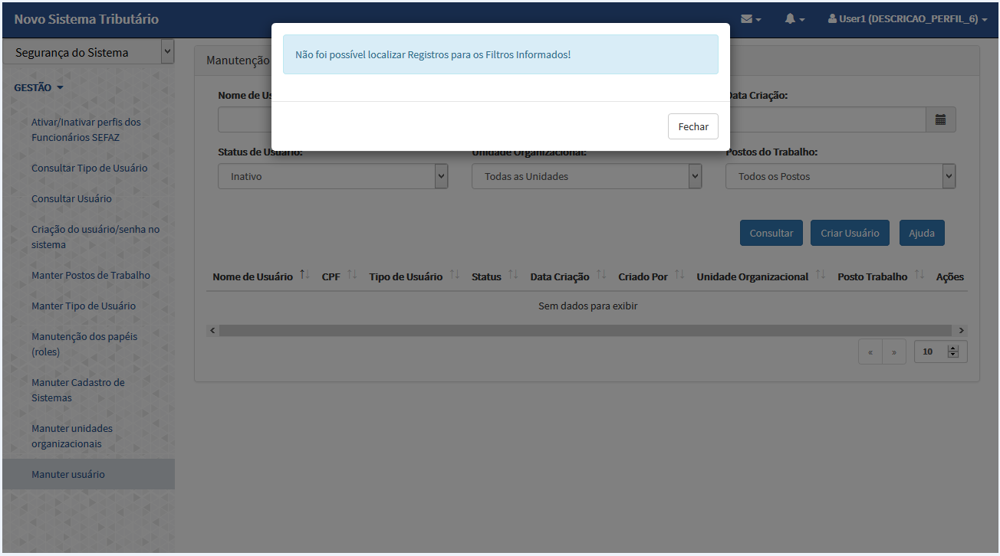 Novo Sistema Tributário
User1 (DESCRICAO_PERFIL_6)
Segurança do Sistema
GESTÃO
Ativar/Inativar perfis dos
Funcionários SEFAZ
Consultar Tipo de Usuário
Consultar Usuário
Criação do usuário/senha no
sistema
Manter Postos de Trabalho
Manter Tipo de Usuário
Manutenção dos papéis
(roles)
Manuter Cadastro de
Sistemas
Manuter unidades
organizacionais
Manuter usuário
Não foi possível localizar Registros para os Filtros Informados!
Fechar
Manutenção
Nome de Us
Data Criação:
Status de Usuário: Unidade Organizacional: Postos do Trabalho:
Inativo Todas as Unidades Todos os Postos
Consultar Criar Usuário Ajuda
Nome de Usuário CPF Tipo de Usuário Status Data Criação Criado Por Unidade Organizacional Posto Trabalho Ações
Sem dados para exibir
« » 10